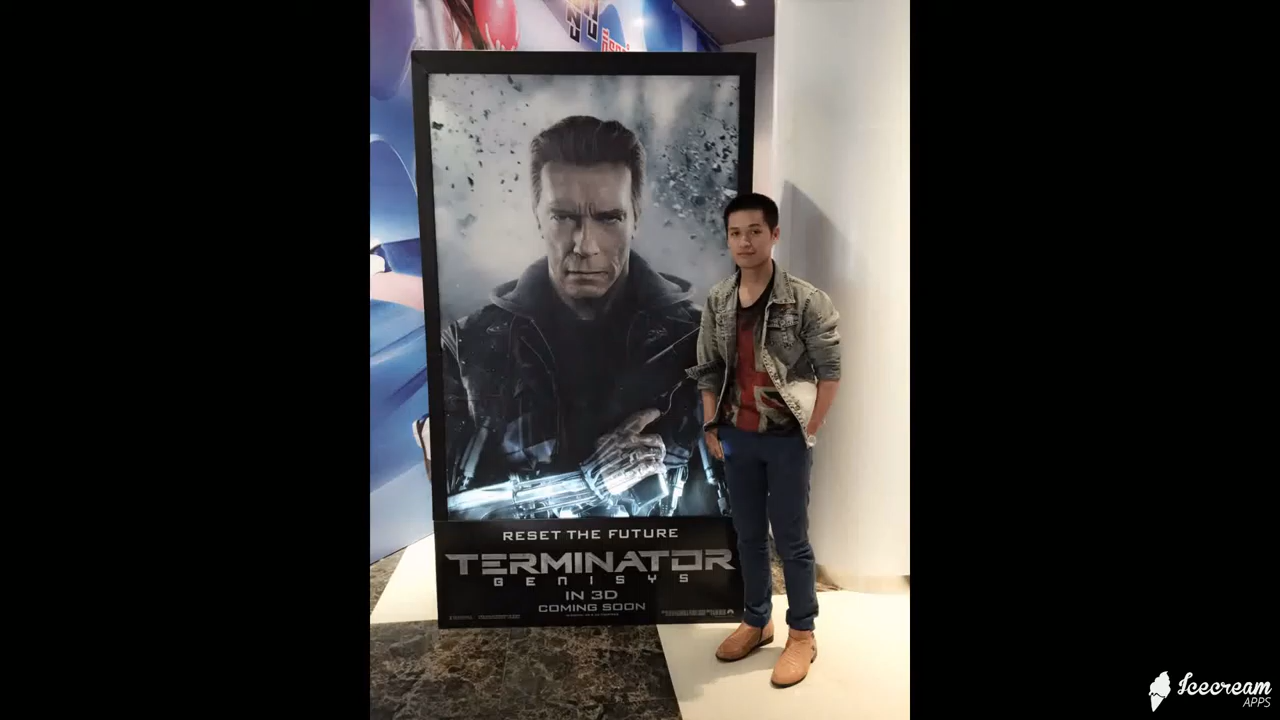 RESET THE FUTURE
TERMINATOR
GENISYS
IN 3D
COMING SOON
Icecream
APPS